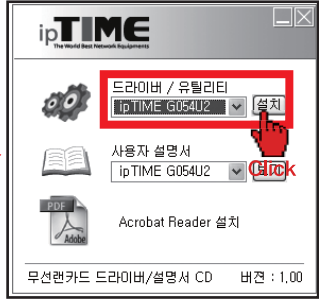 ipTIME
The World Best Network Equipments
드라이버 / 유틸리티
ipTIME G054U2 설치
사용자 설명서
ipTIME G054U2
Click
PDF
Adobe
Acrobat Reader 설치
무선랜카드 드라이버/설명서 CD 버젼 : 1,00